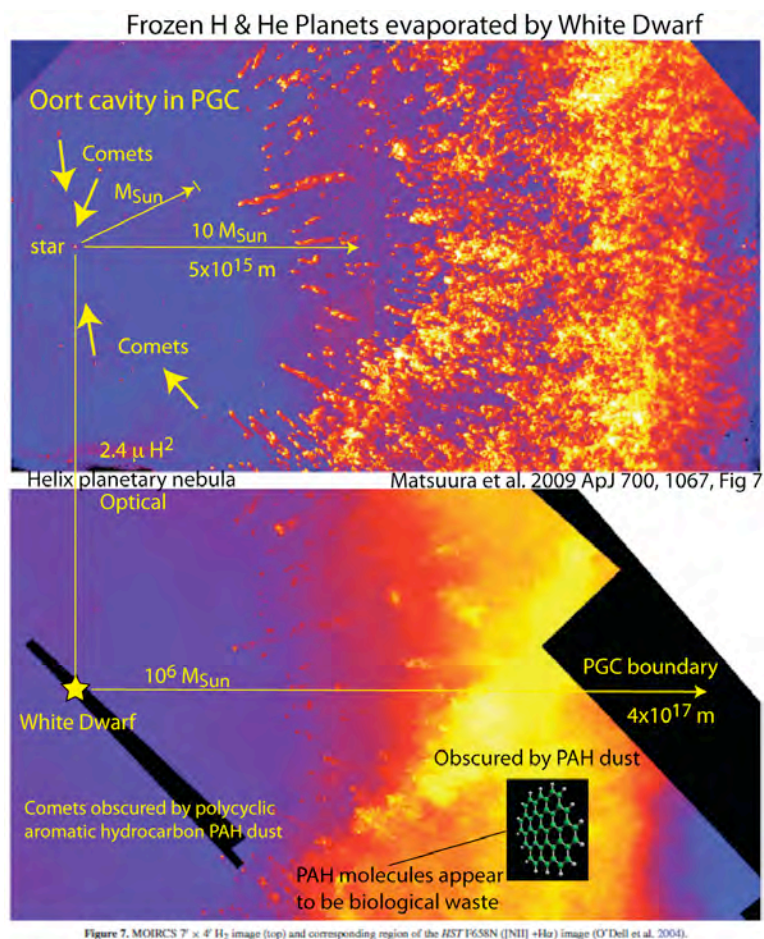 Frozen H & He Planets evaporated by White Dwarf
Oort cavity in PGC
Comets
MSun
star
10 MSun
5x10¹⁵ m
Comets
2.4 µ H²
Helix planetary nebula
Matsuura et al. 2009 ApJ 700, 1067, Fig 7
Optical
10⁶ MSun
PGC boundary
4x10¹⁷ m
White Dwarf
Obscured by PAH dust
Comets obscured by polycyclic
aromatic hydrocarbon PAH dust
PAH molecules appear
to be biological waste
Figure 7. MOIRCS 7′ × 4′ H₂ image (top) and corresponding region of the HST F658N ([NII] +Hα) image (O'Dell et al. 2004).